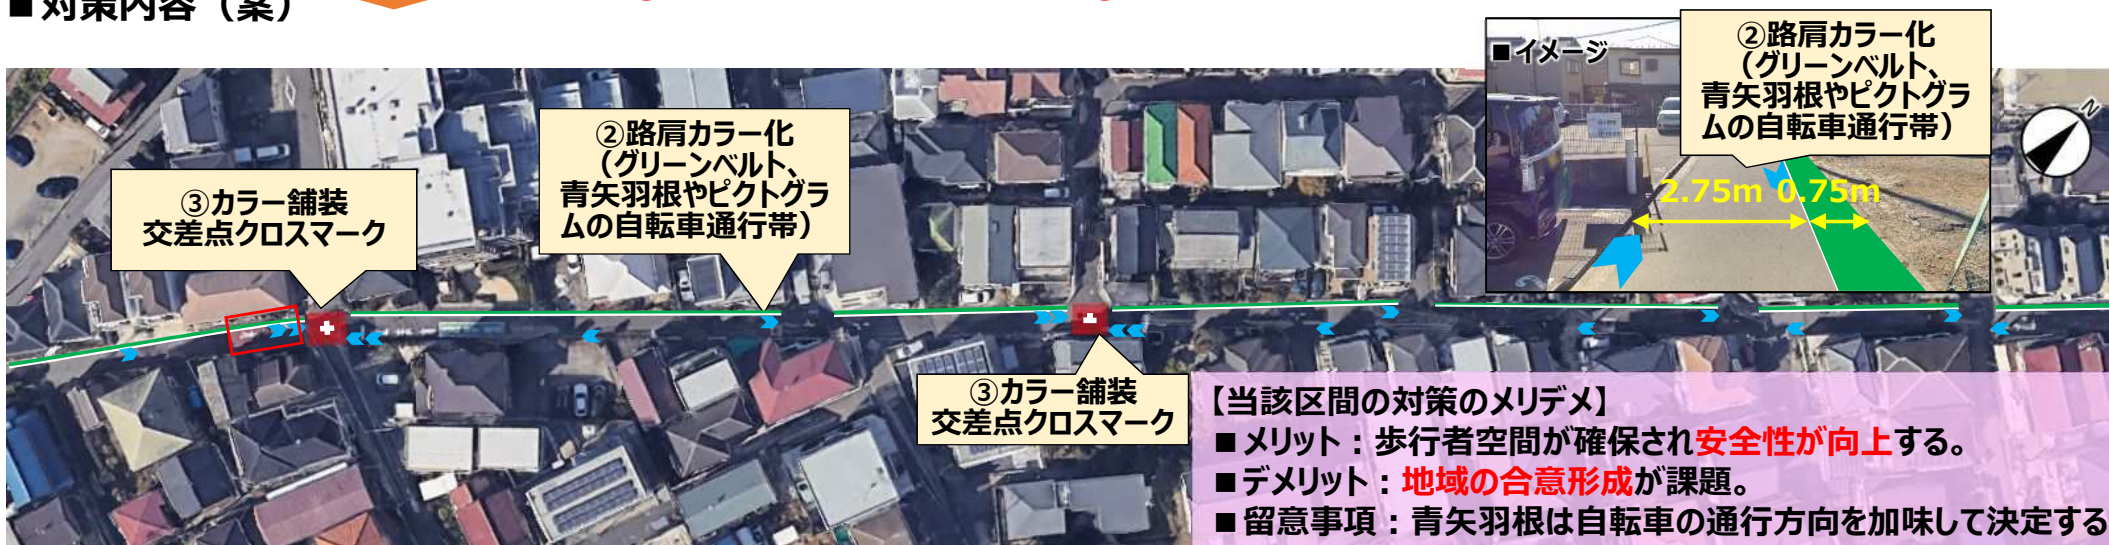 ■対策内容（案）
■イメージ
②路肩カラー化
（グリーンベルト、
青矢羽根やピクトグラ
ムの自転車通行帯）
N
2.75m 0.75m
②路肩カラー化
（グリーンベルト、
青矢羽根やピクトグラ
ムの自転車通行帯）
③カラー舗装
交差点クロスマーク
③カラー舗装
交差点クロスマーク
【当該区間の対策のメリデメ】
■メリット：歩行者空間が確保され安全性が向上する。
■デメリット：地域の合意形成が課題。
■留意事項：青矢羽根は自転車の通行方向を加味して決定する